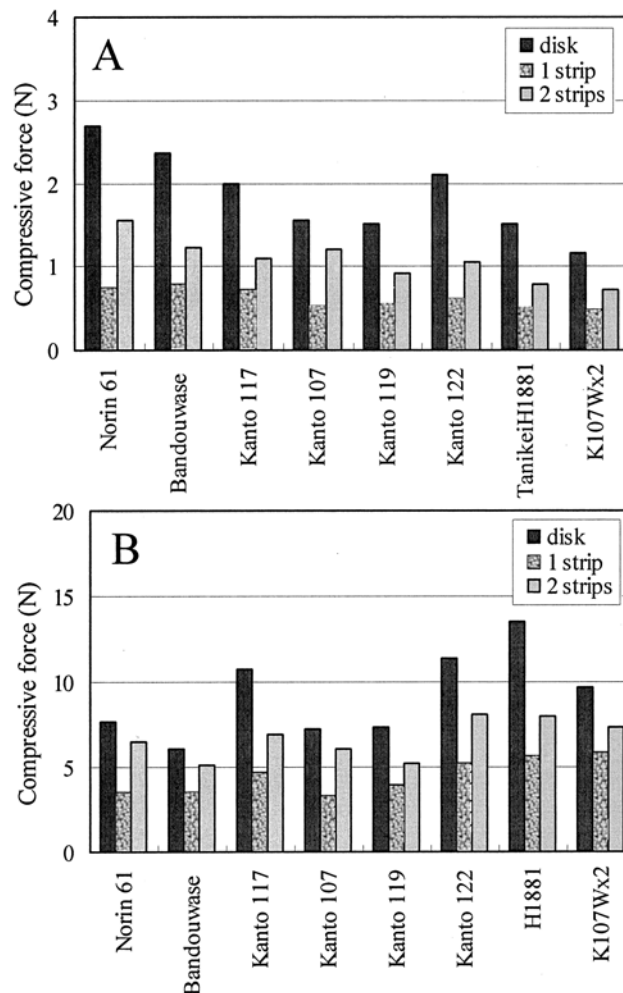 4
3
2
1
0
Compressive force (N)
A
disk
1 strip
2 strips
Norin 61
Bandouwase
Kanto 117
Kanto 107
Kanto 119
Kanto 122
TanikeiH1881
K107Wx2
20
15
10
5
0
Compressive force (N)
B
disk
1 strip
2 strips
Norin 61
Bandouwase
Kanto 117
Kanto 107
Kanto 119
Kanto 122
H1881
K107Wx2